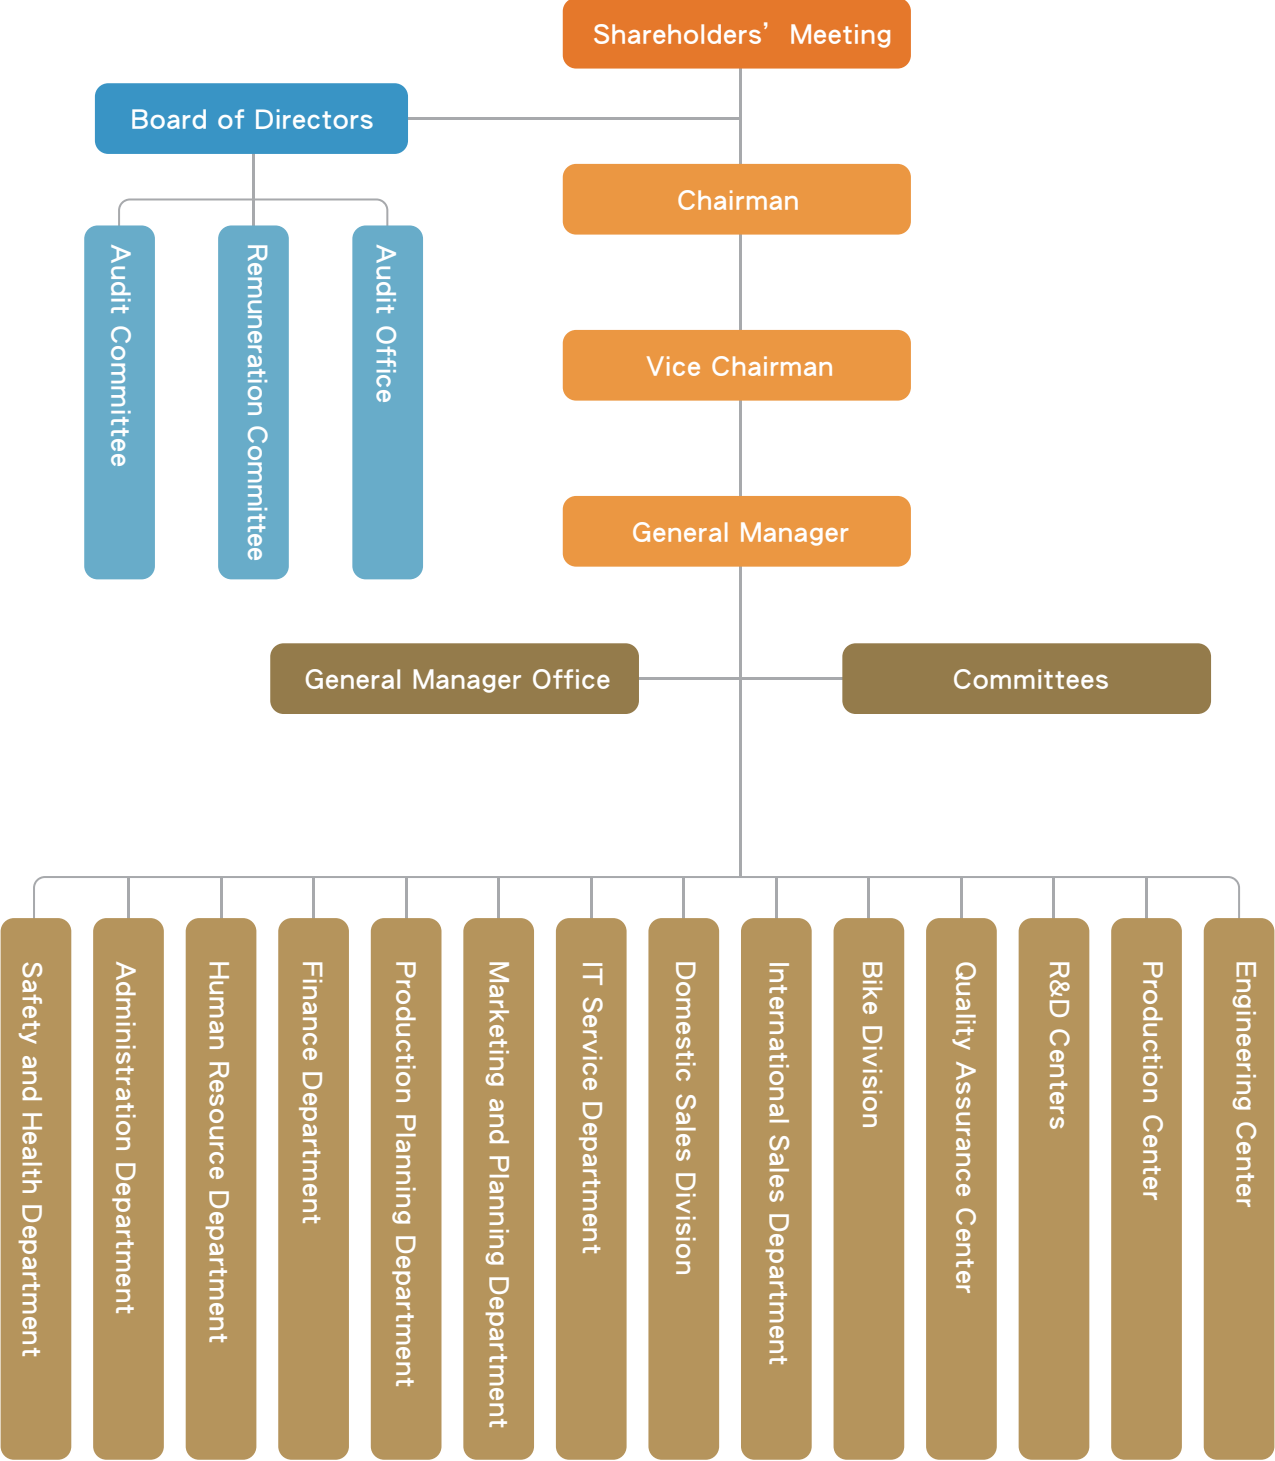 Shareholders’ Meeting
Board of Directors
Chairman
Audit Committee
Remuneration Committee
Audit Office
Vice Chairman
General Manager
General Manager Office
Committees
Safety and Health Department
Administration Department
Human Resource Department
Finance Department
Production Planning Department
Marketing and Planning Department
IT Service Department
Domestic Sales Division
International Sales Department
Bike Division
Quality Assurance Center
R&D Centers
Production Center
Engineering Center